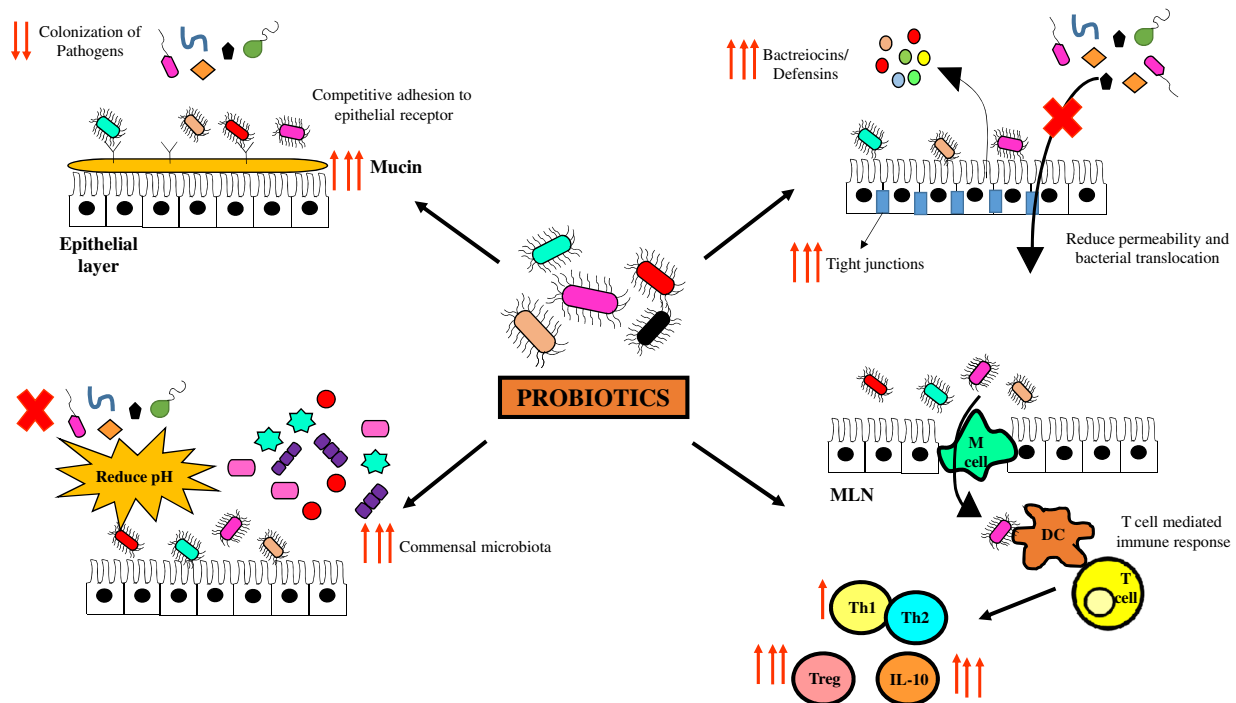 Colonization of
Pathogens
Competitive adhesion to
epithelial receptor
Mucin
Epithelial
layer
Bactreiocins/
Defensins
Tight junctions
Reduce permeability and
bacterial translocation
PROBIOTICS
Reduce pH
Commensal microbiota
M
cell
MLN
DC
T cell mediated
immune response
T
cell
Th1
Th2
Treg
IL-10